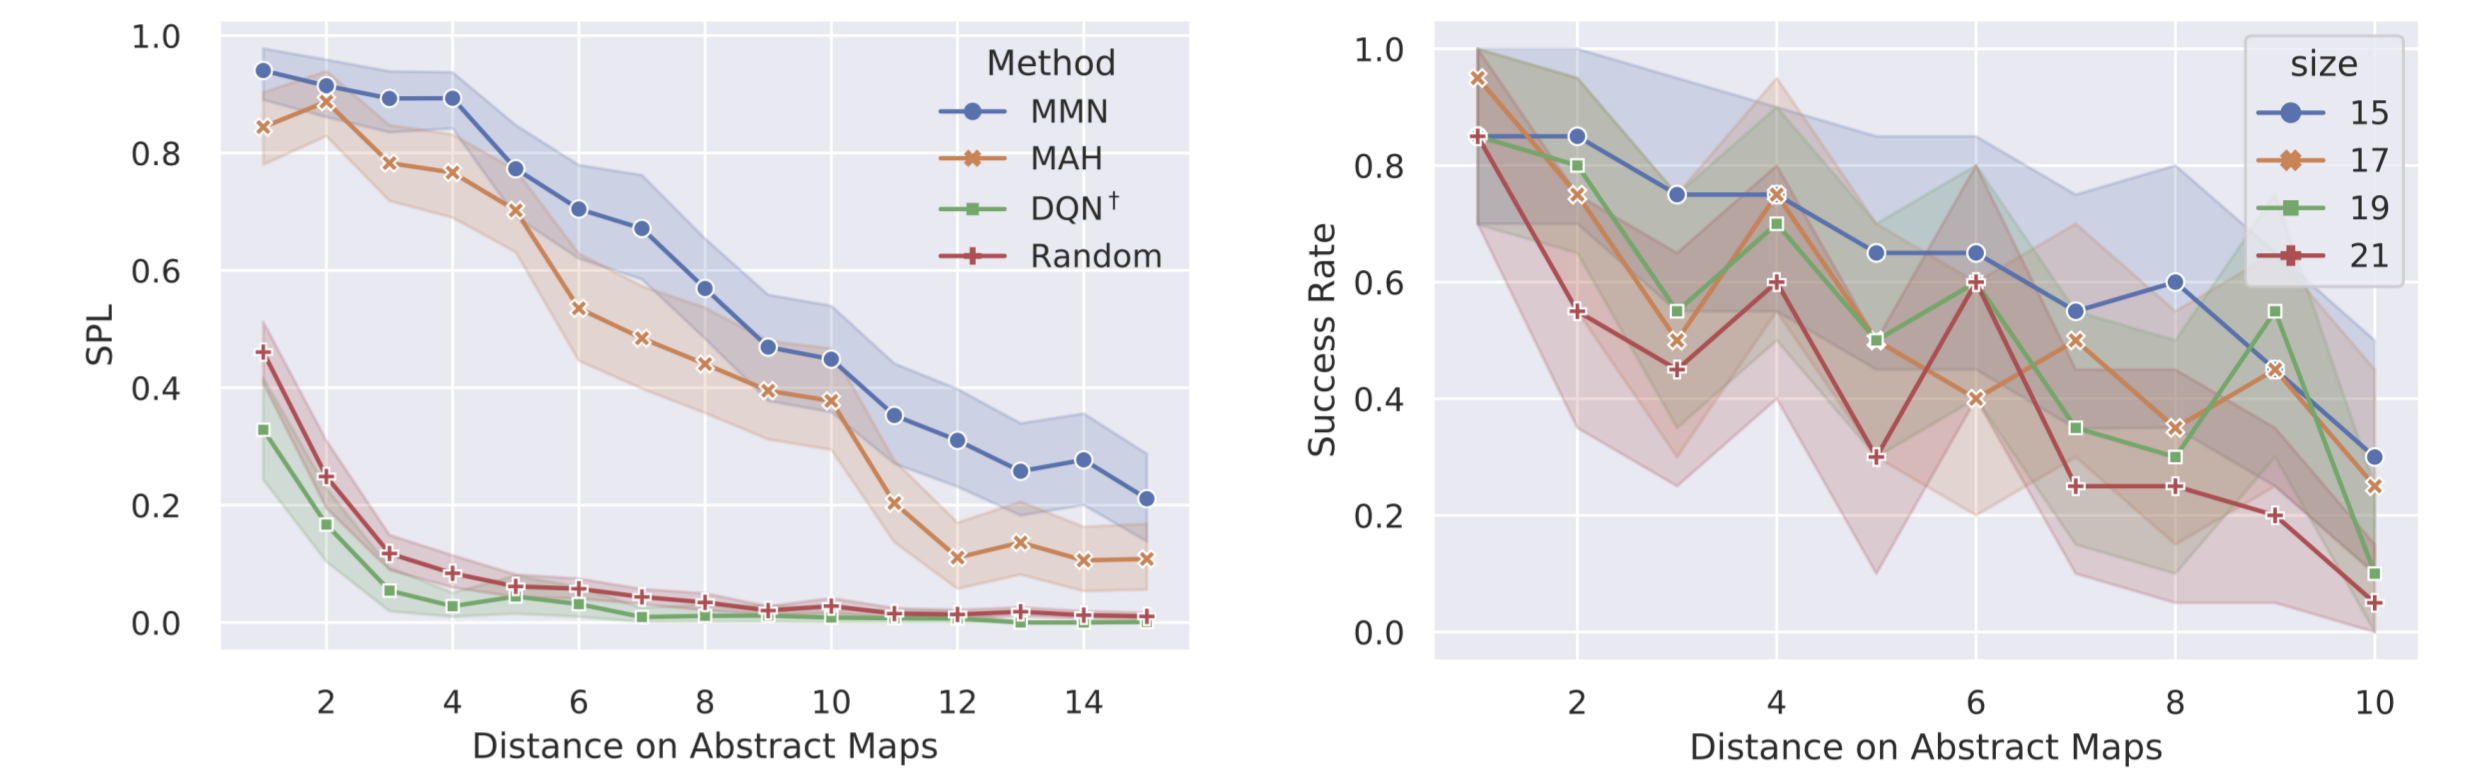 1.0
0.8
0.6
0.4
0.2
0.0
SPL
2 4 6 8 10 12 14
Distance on Abstract Maps
Method
MMN
MAH
DQN†
Random
1.0
0.8
0.6
0.4
0.2
0.0
Success Rate
2 4 6 8 10
Distance on Abstract Maps
size
15
17
19
21